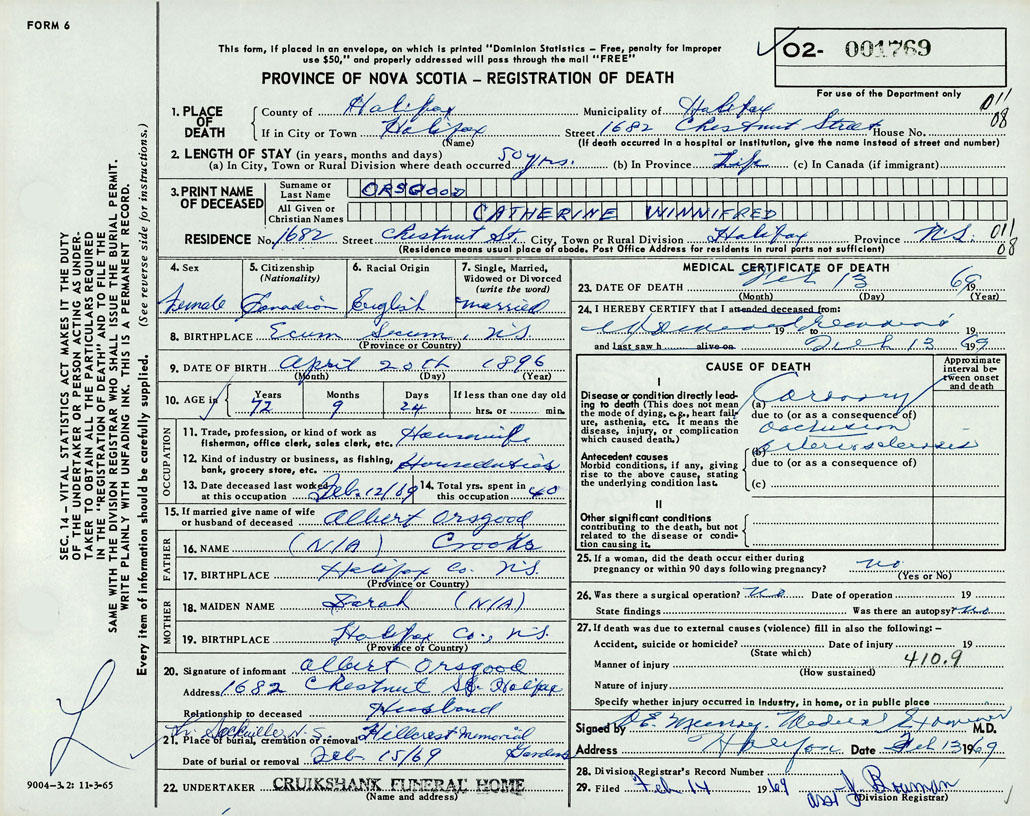 FORM 6
This form, if placed in an envelope, on which is printed "Dominion Statistics – Free, penalty for improper
use $50," and properly addressed will pass through the mail "FREE"
PROVINCE OF NOVA SCOTIA – REGISTRATION OF DEATH
02- 001769
For use of the Department only
1. PLACE OF DEATH
County of Halifax Municipality of Halifax 011
If in City or Town Halifax Street 1682 Chestnut Street House No. 08
(Name) (If death occurred in a hospital or institution, give the name instead of street and number)
2. LENGTH OF STAY (in years, months and days)
(a) In City, Town or Rural Division where death occurred 50 yrs. (b) In Province Life (c) In Canada (if immigrant)
3. PRINT NAME OF DECEASED
Surname or Last Name ORSGOOD
All Given or Christian Names CATHERINE WINNIFRED
RESIDENCE No. 1682 Street Chestnut St. City, Town or Rural Division Halifax Province N.S. 011
(Residence means usual place of abode. Post Office Address for residents in rural parts not sufficient) 08
4. Sex
Female
5. Citizenship (Nationality)
Canadian
6. Racial Origin
English
7. Single, Married, Widowed or Divorced (write the word)
married
8. BIRTHPLACE Ecum Secum, N.S.
(Province or Country)
9. DATE OF BIRTH April 20th 1896
(Month) (Day) (Year)
10. AGE in Years 72 Months 9 Days 24 If less than one day old hrs. or min.
OCCUPATION
11. Trade, profession, or kind of work as fisherman, office clerk, sales clerk, etc. Housewife
12. Kind of industry or business, as fishing, bank, grocery store, etc. Houseduties
13. Date deceased last worked at this occupation Feb. 12/69
14. Total yrs. spent in this occupation 40
15. If married give name of wife or husband of deceased Albert Orsgood
FATHER
16. NAME (N/A) Crooks
17. BIRTHPLACE Halifax Co. N.S.
(Province or Country)
MOTHER
18. MAIDEN NAME Sarah (N/A)
19. BIRTHPLACE Halifax Co., N.S.
(Province or Country)
20. Signature of informant Albert Orsgood
Address 1682 Chestnut St. Halifax
Relationship to deceased Husband
Sackville N.S.
21. Place of burial, cremation or removal Hillcrest Memorial Gardens
Date of burial or removal Feb 15/69
22. UNDERTAKER CRUIKSHANK FUNERAL HOME
(Name and address)
MEDICAL CERTIFICATE OF DEATH
23. DATE OF DEATH Feb 13 1969
(Month) (Day) (Year)
24. I HEREBY CERTIFY that I attended deceased from:
19 to 19
and last saw h alive on Feb 13 1969
CAUSE OF DEATH
Approximate interval between onset and death
I
Disease or condition directly leading to death (This does not mean the mode of dying, e.g., heart failure, asthenia, etc. It means the disease, injury, or complication which caused death.)
(a) Coronary
due to (or as a consequence of)
occlusion
Antecedent causes
Morbid conditions, if any, giving rise to the above cause, stating the underlying condition last.
(b) arteriosclerosis
due to (or as a consequence of)
(c)
II
Other significant conditions
contributing to the death, but not related to the disease or condition causing it.
25. If a woman, did the death occur either during pregnancy or within 90 days following pregnancy? no
(Yes or No)
26. Was there a surgical operation? no Date of operation 19
State findings Was there an autopsy? no
27. If death was due to external causes (violence) fill in also the following: –
Accident, suicide or homicide? Date 19
(State which)
Manner of injury 410.9
(How sustained)
Nature of injury
Specify whether injury occurred in Industry, in home, or in public place
Signed by Medical Examiner M.D.
Address Halifax Date Feb 13 1969
28. Division Registrar's Record Number
29. Filed Feb 14 1969 asst J Bowman
(Division Registrar)
SEC. 14 – VITAL STATISTICS ACT MAKES IT THE DUTY
OF THE UNDERTAKER OR PERSON ACTING AS UNDER-
TAKER TO OBTAIN ALL THE PARTICULARS REQUIRED
IN THE "REGISTRATION OF DEATH" AND TO FILE THE
SAME WITH THE DIVISION REGISTRAR WHO SHALL ISSUE THE BURIAL PERMIT.
WRITE PLAINLY WITH UNFADING INK. THIS IS A PERMANENT RECORD.
Every item of information should be carefully supplied. (See reverse side for instructions.)
9004–3.2: 11-3-65